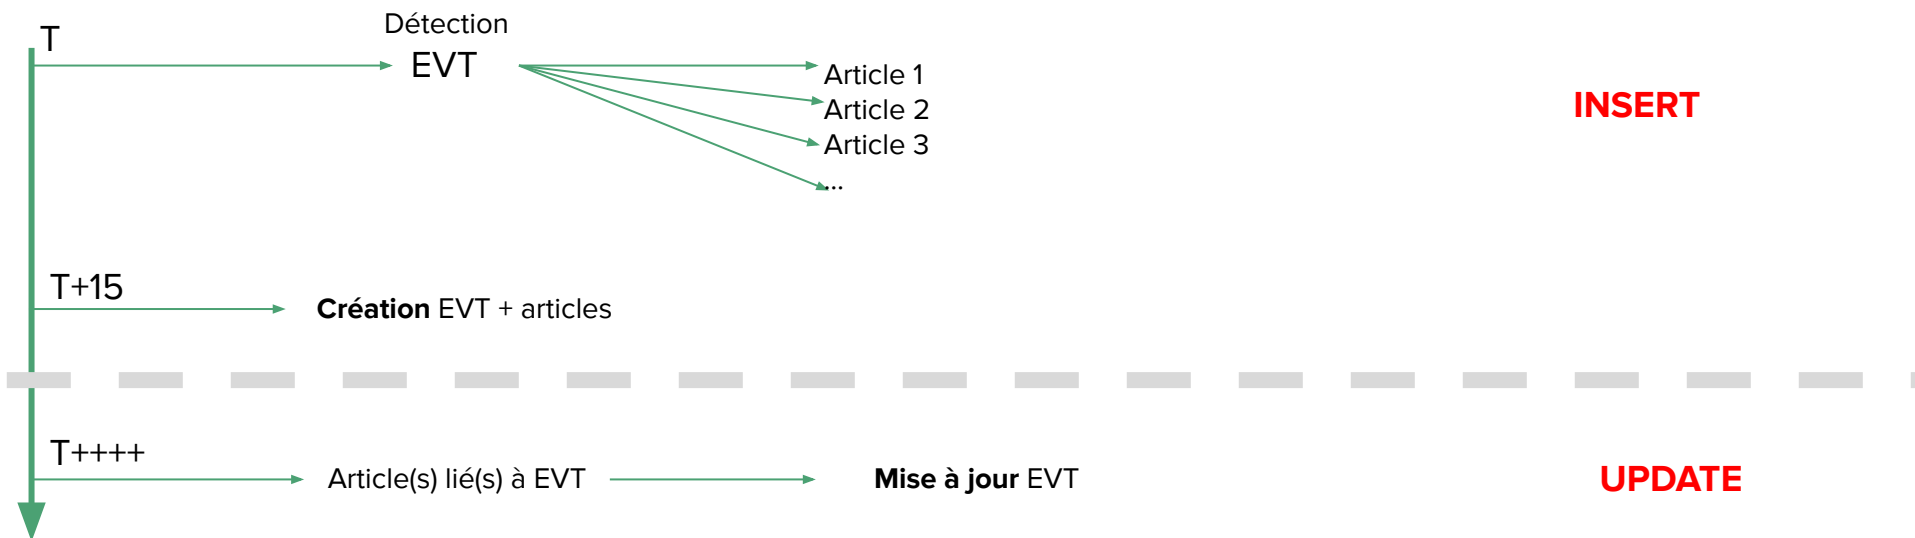 T
Détection
EVT
Article 1
Article 2
Article 3
...
INSERT
T+15
Création EVT + articles
T++++
Article(s) lié(s) à EVT
Mise à jour EVT
UPDATE